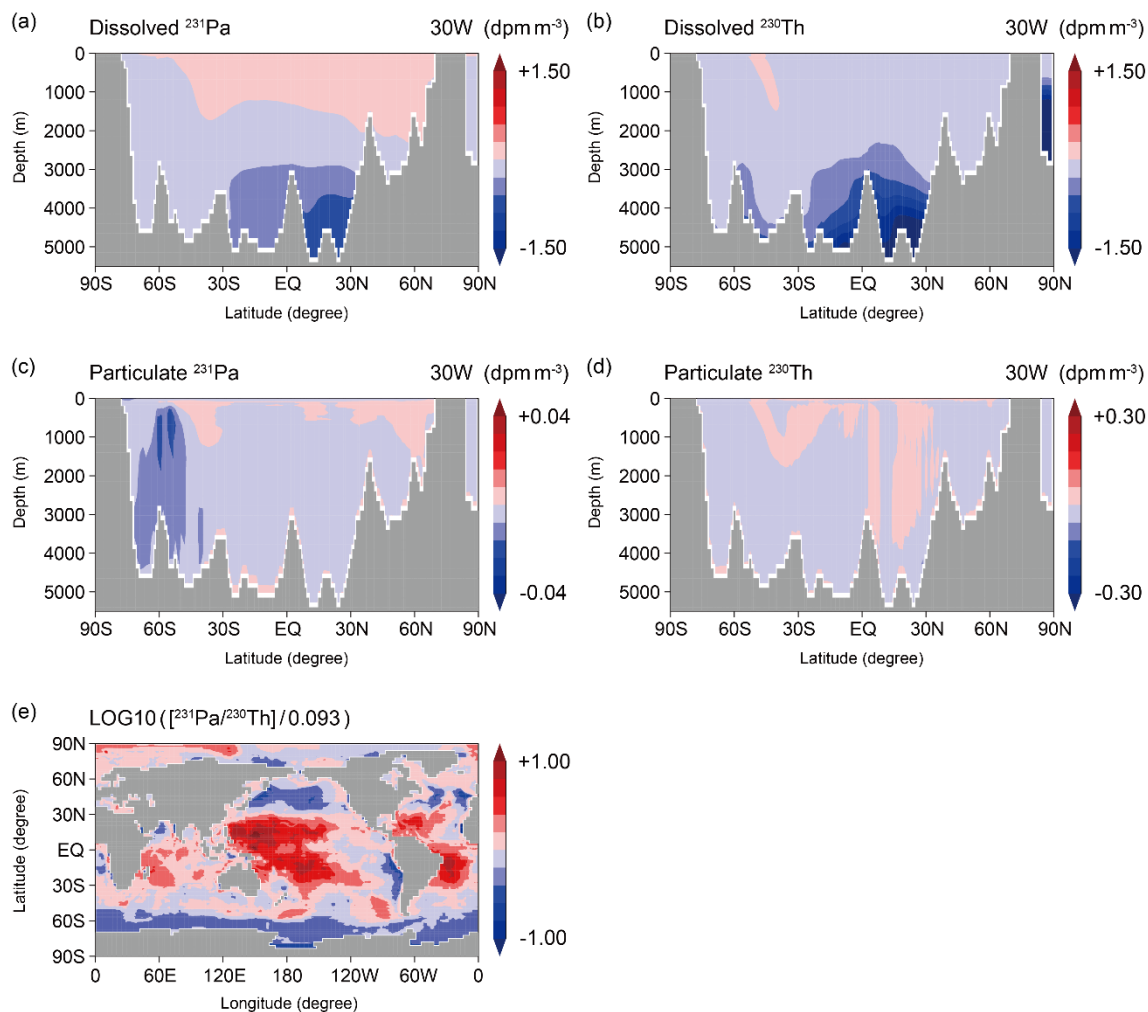 (a) Dissolved ²³¹Pa 30W (dpm m⁻³)
0
1000
2000
3000
4000
5000
Depth (m)
90S 60S 30S EQ 30N 60N 90N
Latitude (degree)
+1.50
-1.50
(b) Dissolved ²³⁰Th 30W (dpm m⁻³)
0
1000
2000
3000
4000
5000
Depth (m)
90S 60S 30S EQ 30N 60N 90N
Latitude (degree)
+1.50
-1.50
(c) Particulate ²³¹Pa 30W (dpm m⁻³)
0
1000
2000
3000
4000
5000
Depth (m)
90S 60S 30S EQ 30N 60N 90N
Latitude (degree)
+0.04
-0.04
(d) Particulate ²³⁰Th 30W (dpm m⁻³)
0
1000
2000
3000
4000
5000
Depth (m)
90S 60S 30S EQ 30N 60N 90N
Latitude (degree)
+0.30
-0.30
(e) LOG10 ( [²³¹Pa/²³⁰Th] / 0.093)
90N
60N
30N
EQ
30S
60S
90S
Latitude (degree)
0 60E 120E 180 120W 60W 0
Longitude (degree)
+1.00
-1.00